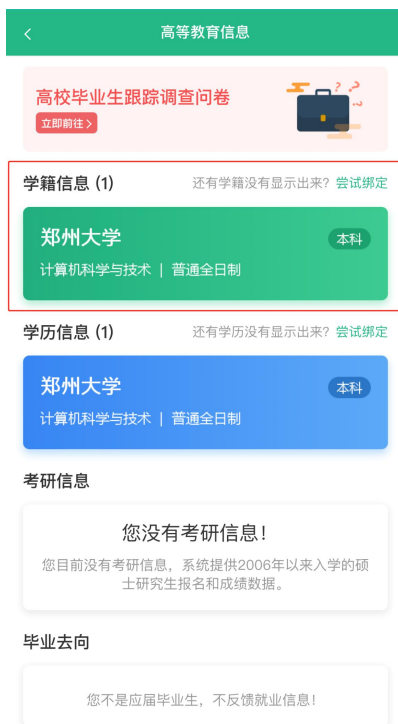 高等教育信息
高校毕业生跟踪调查问卷
立即前往>
学籍信息 (1) 还有学籍没有显示出来？尝试绑定
郑州大学 本科
计算机科学与技术 | 普通全日制
学历信息 (1) 还有学历没有显示出来？尝试绑定
郑州大学 本科
计算机科学与技术 | 普通全日制
考研信息
您没有考研信息！
您目前没有考研信息，系统提供2006年以来入学的硕
士研究生报名和成绩数据。
毕业去向
您不是应届毕业生，不反馈就业信息！